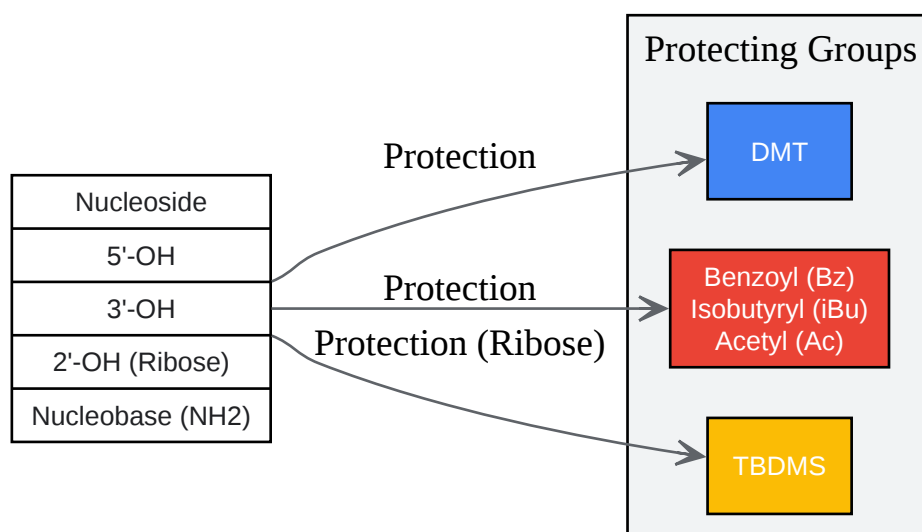 Protecting Groups
DMT
Protection
Nucleoside
5'-OH
3'-OH
2'-OH (Ribose)
Nucleobase (NH2)
Protection
Benzoyl (Bz)
Isobutyryl (iBu)
Acetyl (Ac)
Protection (Ribose)
TBDMS